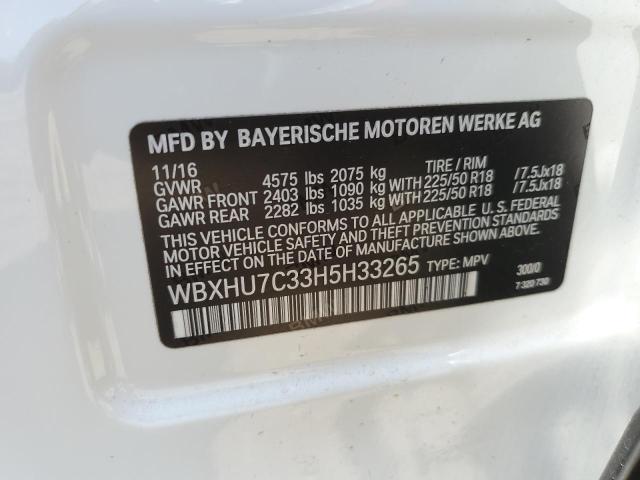 MFD BY BAYERISCHE MOTOREN WERKE AG
11/16 TIRE / RIM
GVWR 4575 lbs 2075 kg
GAWR FRONT 2403 lbs 1090 kg WITH 225/50 R18 /7.5Jx18
GAWR REAR 2282 lbs 1035 kg WITH 225/50 R18 /7.5Jx18
THIS VEHICLE CONFORMS TO ALL APPLICABLE U. S. FEDERAL
MOTOR VEHICLE SAFETY AND THEFT PREVENTION STANDARDS
IN EFFECT ON THE DATE OF MANUFACTURE SHOWN ABOVE.
WBXHU7C33H5H33265 TYPE: MPV 300/0
7 320 730